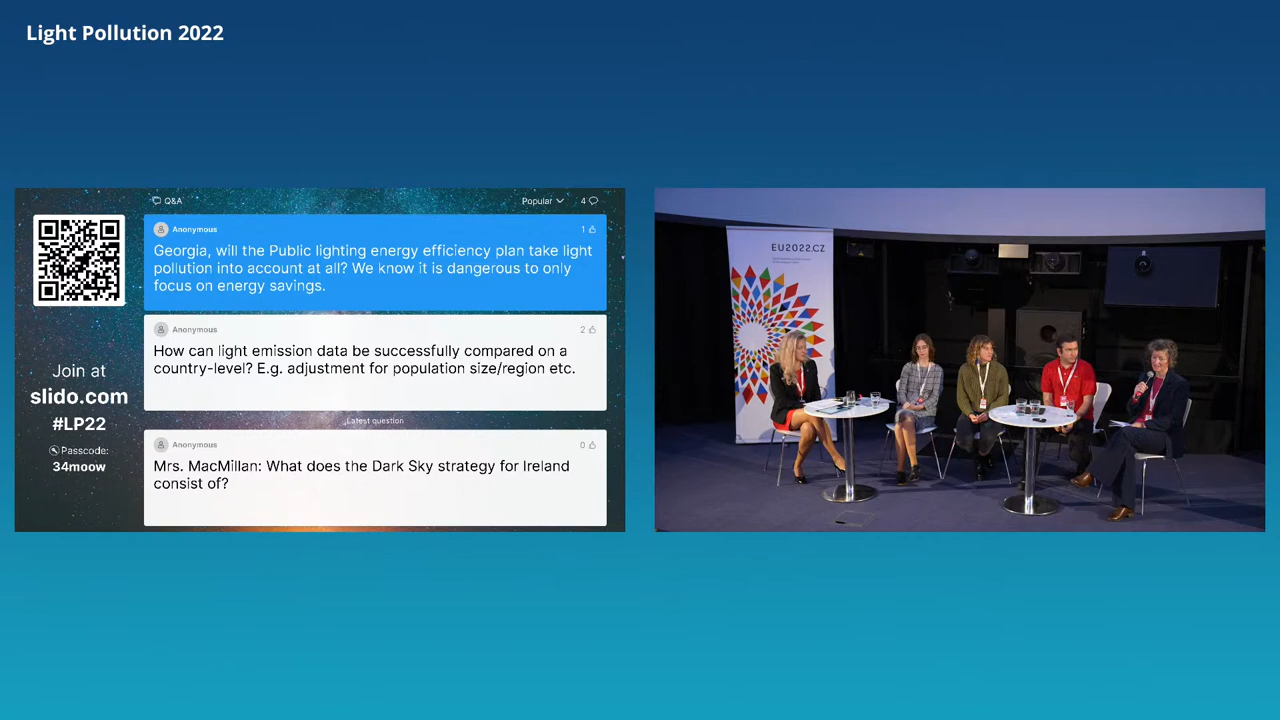 Light Pollution 2022
Q&A
Popular
4
Join at
slido.com
#LP22
Passcode:
34moow
Anonymous
1
Georgia, will the Public lighting energy efficiency plan take light
pollution into account at all? We know it is dangerous to only
focus on energy savings.
Anonymous
2
How can light emission data be successfully compared on a
country-level? E.g. adjustment for population size/region etc.
Latest question
Anonymous
0
Mrs. MacMillan: What does the Dark Sky strategy for Ireland
consist of?
EU2022.CZ